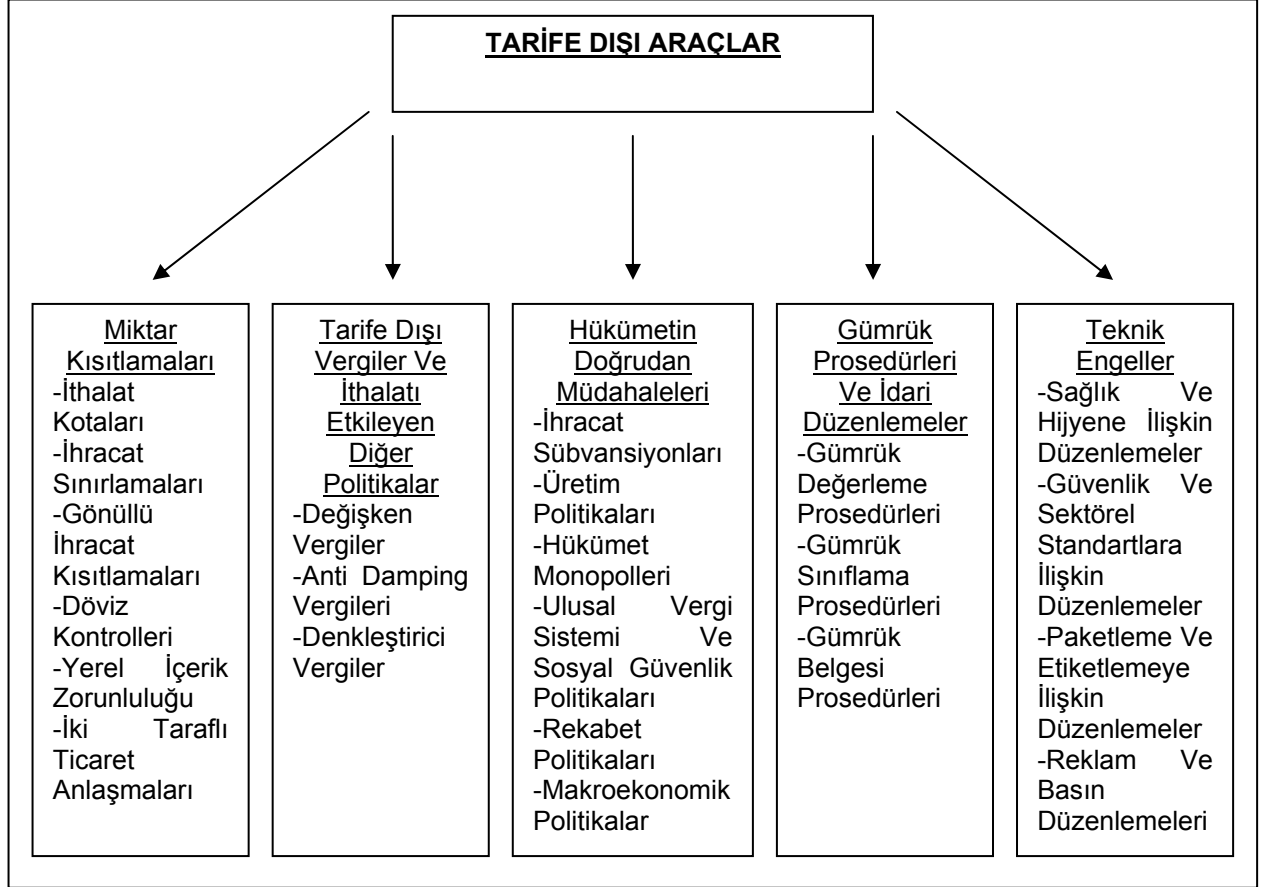 TARİFE DIŞI ARAÇLAR
Miktar
Kısıtlamaları
-İthalat
Kotaları
-İhracat
Sınırlamaları
-Gönüllü
İhracat
Kısıtlamaları
-Döviz
Kontrolleri
-Yerel İçerik
Zorunluluğu
-İki Taraflı
Ticaret
Anlaşmaları
Tarife Dışı
Vergiler Ve
İthalatı
Etkileyen
Diğer
Politikalar
-Değişken
Vergiler
-Anti Damping
Vergileri
-Denkleştirici
Vergiler
Hükümetin
Doğrudan
Müdahaleleri
-İhracat
Sübvansiyonları
-Üretim
Politikaları
-Hükümet
Monopolleri
-Ulusal Vergi
Sistemi Ve
Sosyal Güvenlik
Politikaları
-Rekabet
Politikaları
-Makroekonomik
Politikalar
Gümrük
Prosedürleri
Ve İdari
Düzenlemeler
-Gümrük
Değerleme
Prosedürleri
-Gümrük
Sınıflama
Prosedürleri
-Gümrük
Belgesi
Prosedürleri
Teknik
Engeller
-Sağlık Ve
Hijyene İlişkin
Düzenlemeler
-Güvenlik Ve
Sektörel
Standartlara
İlişkin
Düzenlemeler
-Paketleme Ve
Etiketlemeye
İlişkin
Düzenlemeler
-Reklam Ve
Basın
Düzenlemeleri